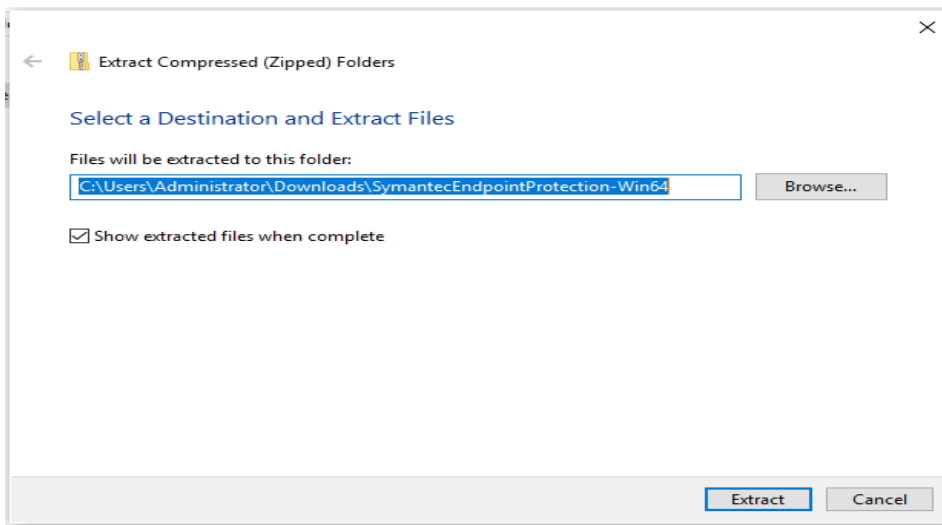 Extract Compressed (Zipped) Folders
Select a Destination and Extract Files
Files will be extracted to this folder:
C:\Users\Administrator\Downloads\SymantecEndpointProtection-Win64
Browse...
Show extracted files when complete
Extract
Cancel